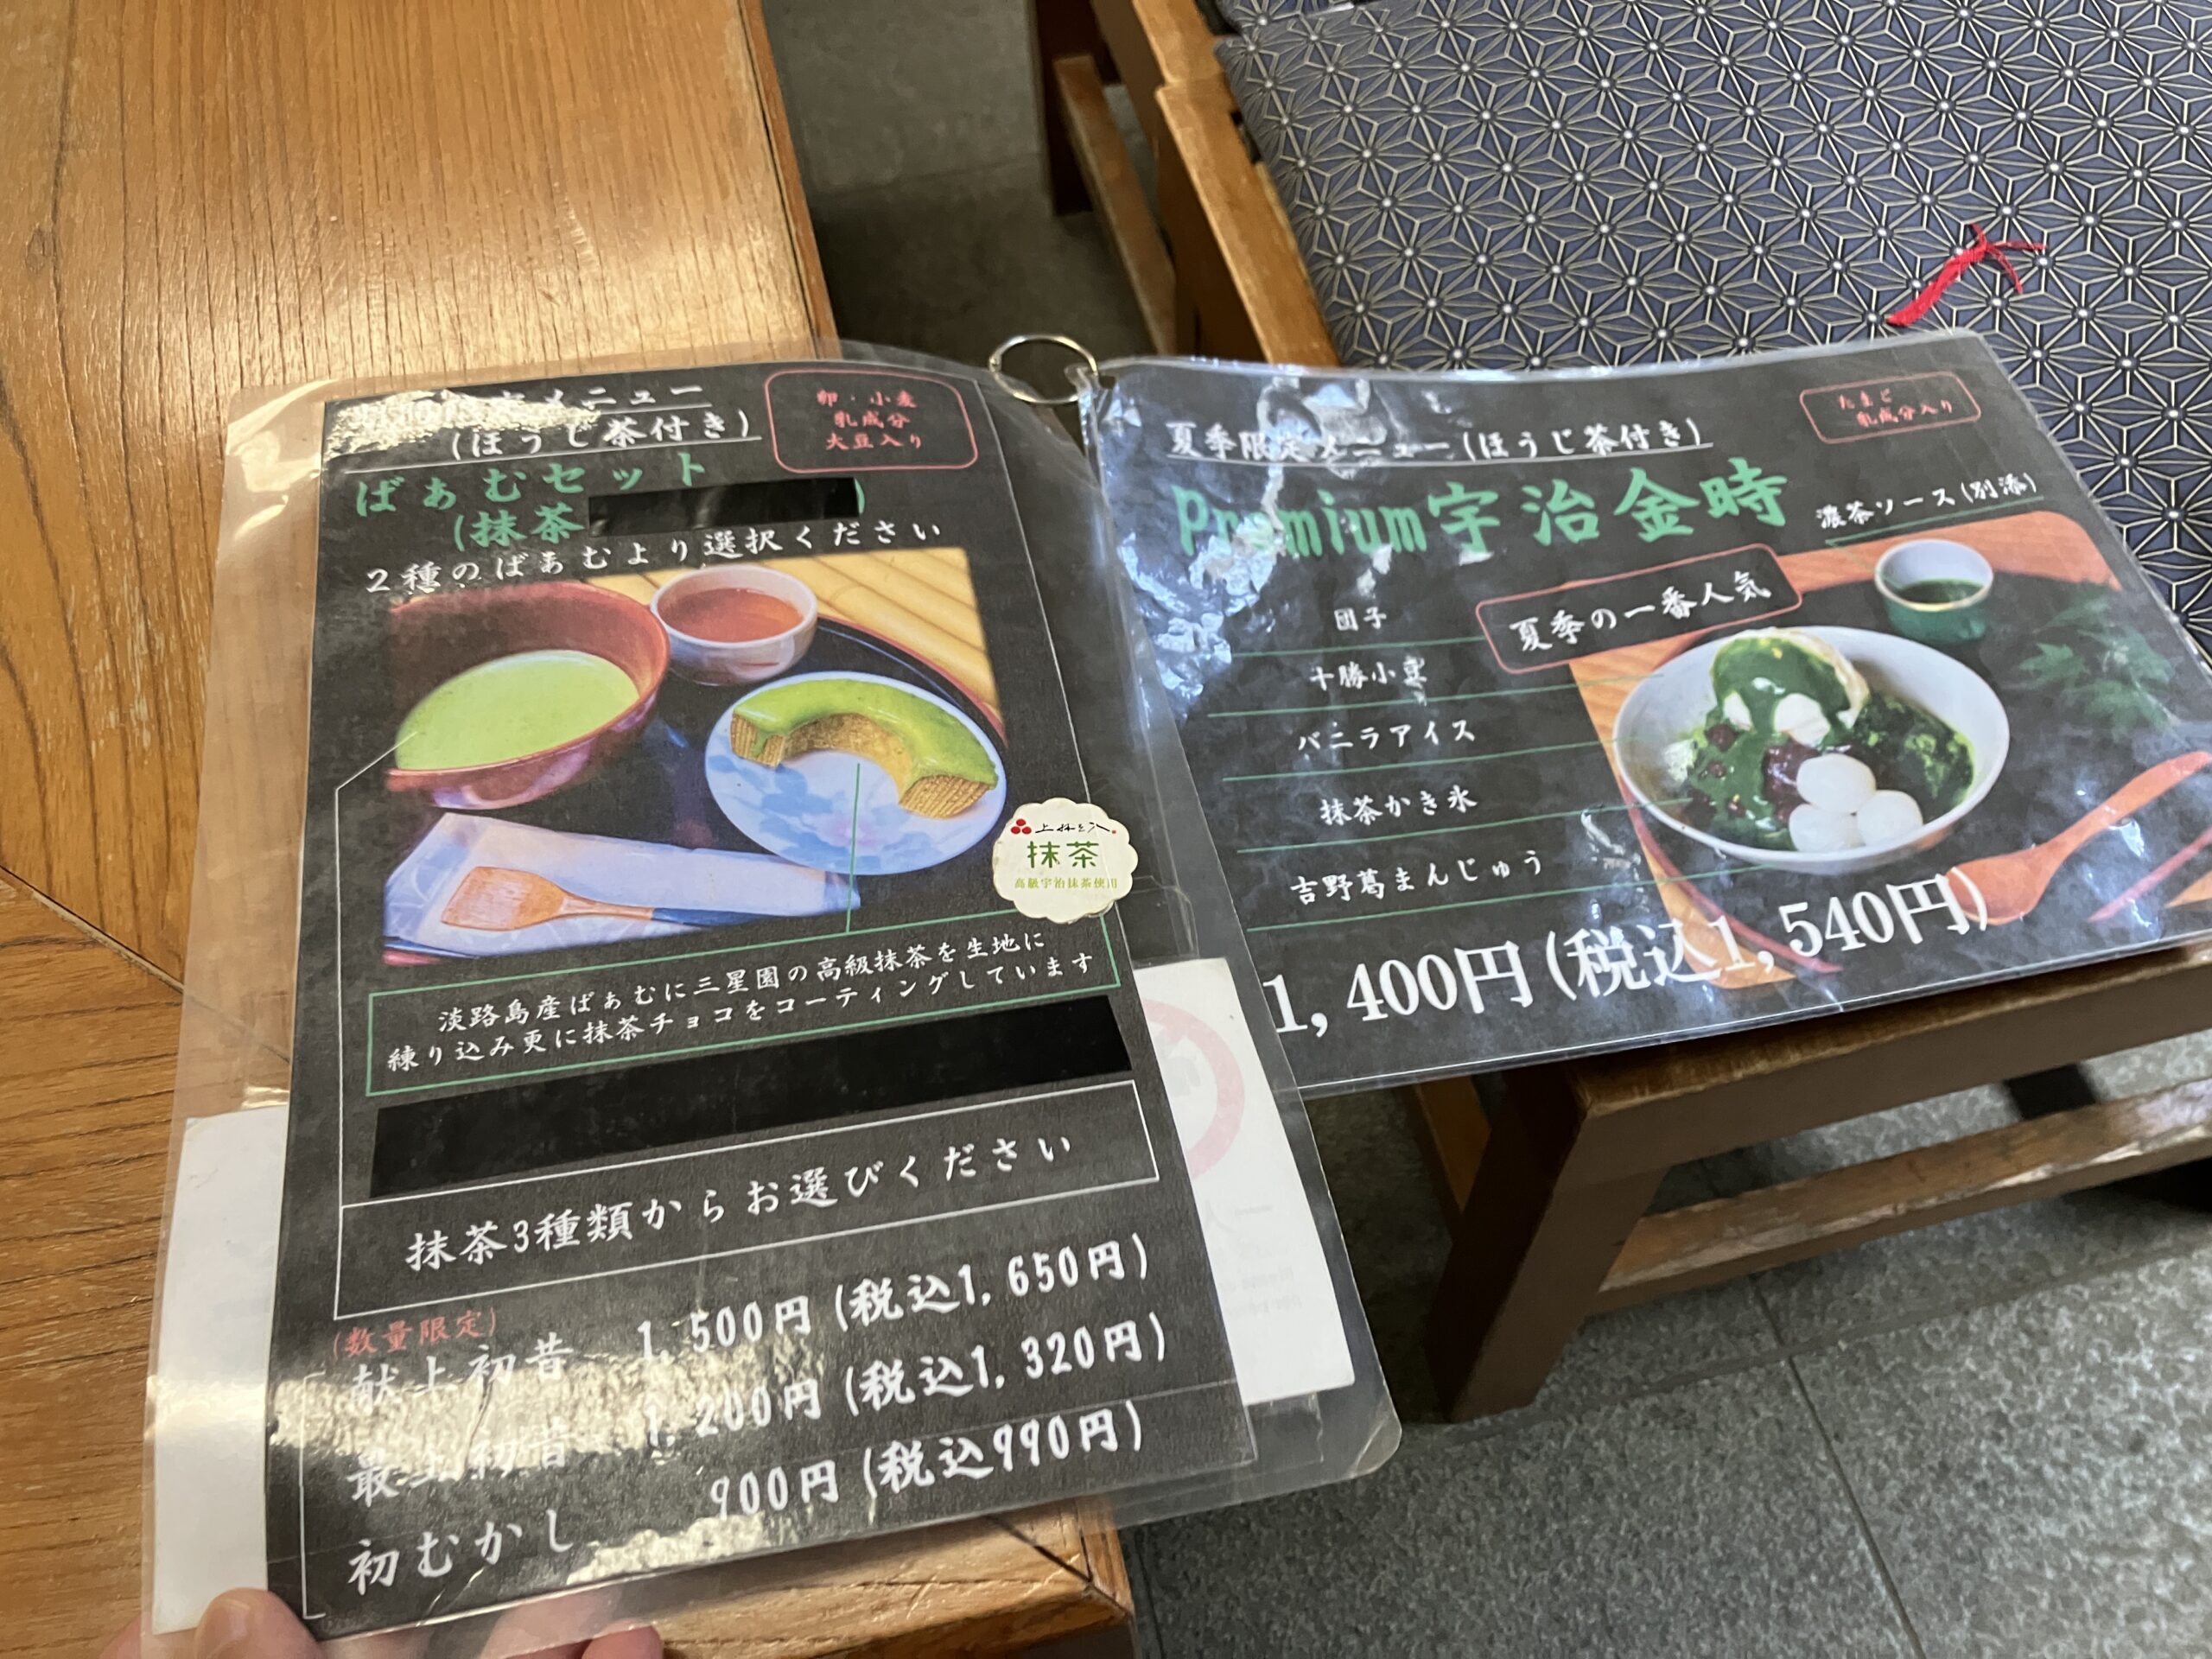 メニュー
(ほうじ茶付き)
卵・小麦
乳成分
大豆入り
ばぁむセット
(抹茶 )
2種のばぁむより選択ください
上林三入
抹茶
高級宇治抹茶使用
淡路島産ばぁむに三星園の高級抹茶を生地に
練り込み更に抹茶チョコをコーティングしています
抹茶3種類からお選びください
(数量限定)
献上初昔 1,500円(税込1,650円)
最上初昔 1,200円(税込1,320円)
初むかし 900円(税込990円)
夏季限定メニュー(ほうじ茶付き)
たまご
乳成分入り
Premium宇治金時
濃茶ソース(別添)
夏季の一番人気
団子
十勝小豆
バニラアイス
抹茶かき氷
吉野葛まんじゅう
1,400円(税込1,540円)